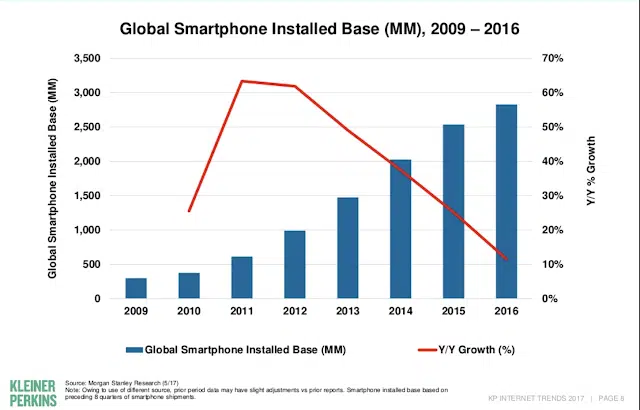 Global Smartphone Installed Base (MM), 2009 – 2016
3,500
3,000
2,500
2,000
1,500
1,000
500
0
Global Smartphone Installed Base (MM)
70%
60%
50%
40%
30%
20%
10%
0%
Y/Y % Growth
2009 2010 2011 2012 2013 2014 2015 2016
Global Smartphone Installed Base (MM) Y/Y Growth (%)
KLEINER
PERKINS
Source: Morgan Stanley Research (5/17)
Note: Owing to use of different source, prior period data may have slight adjustments vs prior reports. Smartphone installed base based on
preceding 8 quarters of smartphone shipments.
KP INTERNET TRENDS 2017 | PAGE 6